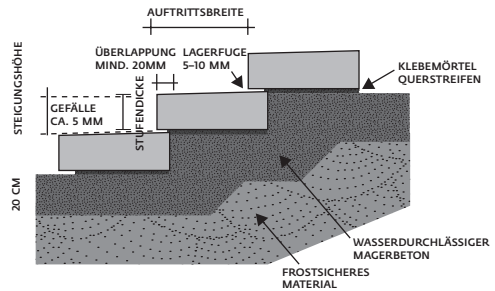 AUFTRITTSBREITE
ÜBERLAPPUNG
MIND. 20MM
LAGERFUGE
5–10 MM
KLEBEMÖRTEL
QUERSTREIFEN
STEIGUNGSHÖHE
GEFÄLLE
CA. 5 MM
STUFENDICKE
20 CM
WASSERDURCHLÄSSIGER
MAGERBETON
FROSTSICHERES
MATERIAL